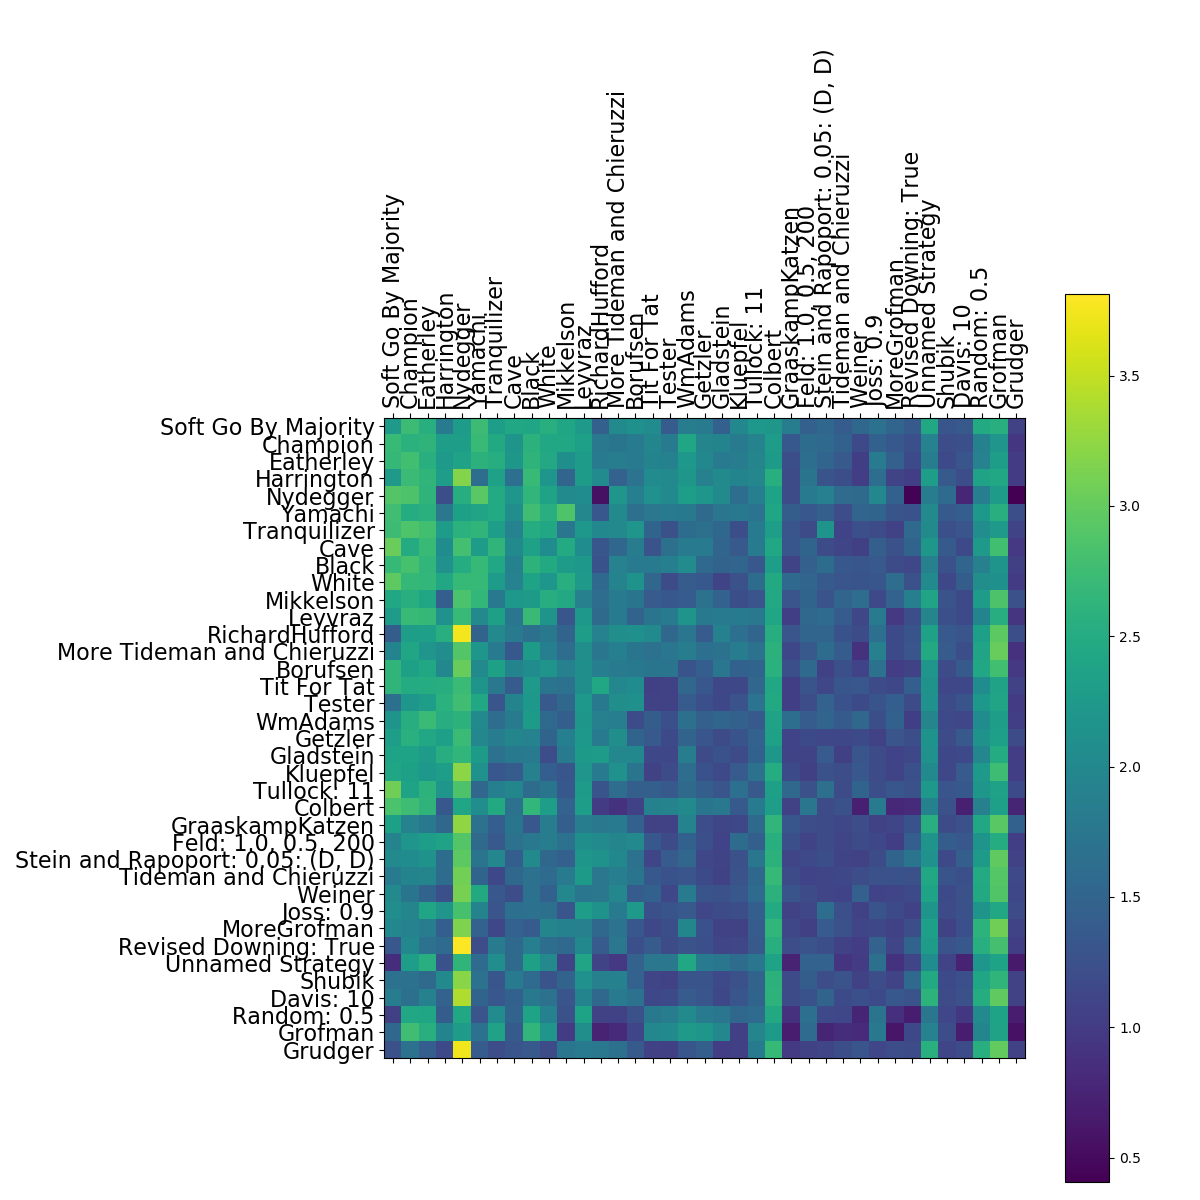 Soft Go By Majority
Champion
Eatherley
Harrington
Nydegger
Yamachi
Tranquilizer
Cave
Black
White
Mikkelson
Leyvraz
RichardHufford
More Tideman and Chieruzzi
Borufsen
Tit For Tat
Tester
WmAdams
Getzler
Gladstein
Kluepfel
Tullock: 11
Colbert
GraaskampKatzen
Feld: 1.0, 0.5, 200
Stein and Rapoport: 0.05: (D, D)
Tideman and Chieruzzi
Weiner
Joss: 0.9
MoreGrofman
Revised Downing: True
Unnamed Strategy
Shubik
Davis: 10
Random: 0.5
Grofman
Grudger
Soft Go By Majority
Champion
Eatherley
Harrington
Nydegger
Yamachi
Tranquilizer
Cave
Black
White
Mikkelson
Leyvraz
RichardHufford
More Tideman and Chieruzzi
Borufsen
Tit For Tat
Tester
WmAdams
Getzler
Gladstein
Kluepfel
Tullock: 11
Colbert
GraaskampKatzen
Feld: 1.0, 0.5, 200
Stein and Rapoport: 0.05: (D, D)
Tideman and Chieruzzi
Weiner
Joss: 0.9
MoreGrofman
Revised Downing: True
Unnamed Strategy
Shubik
Davis: 10
Random: 0.5
Grofman
Grudger
3.5
3.0
2.5
2.0
1.5
1.0
0.5